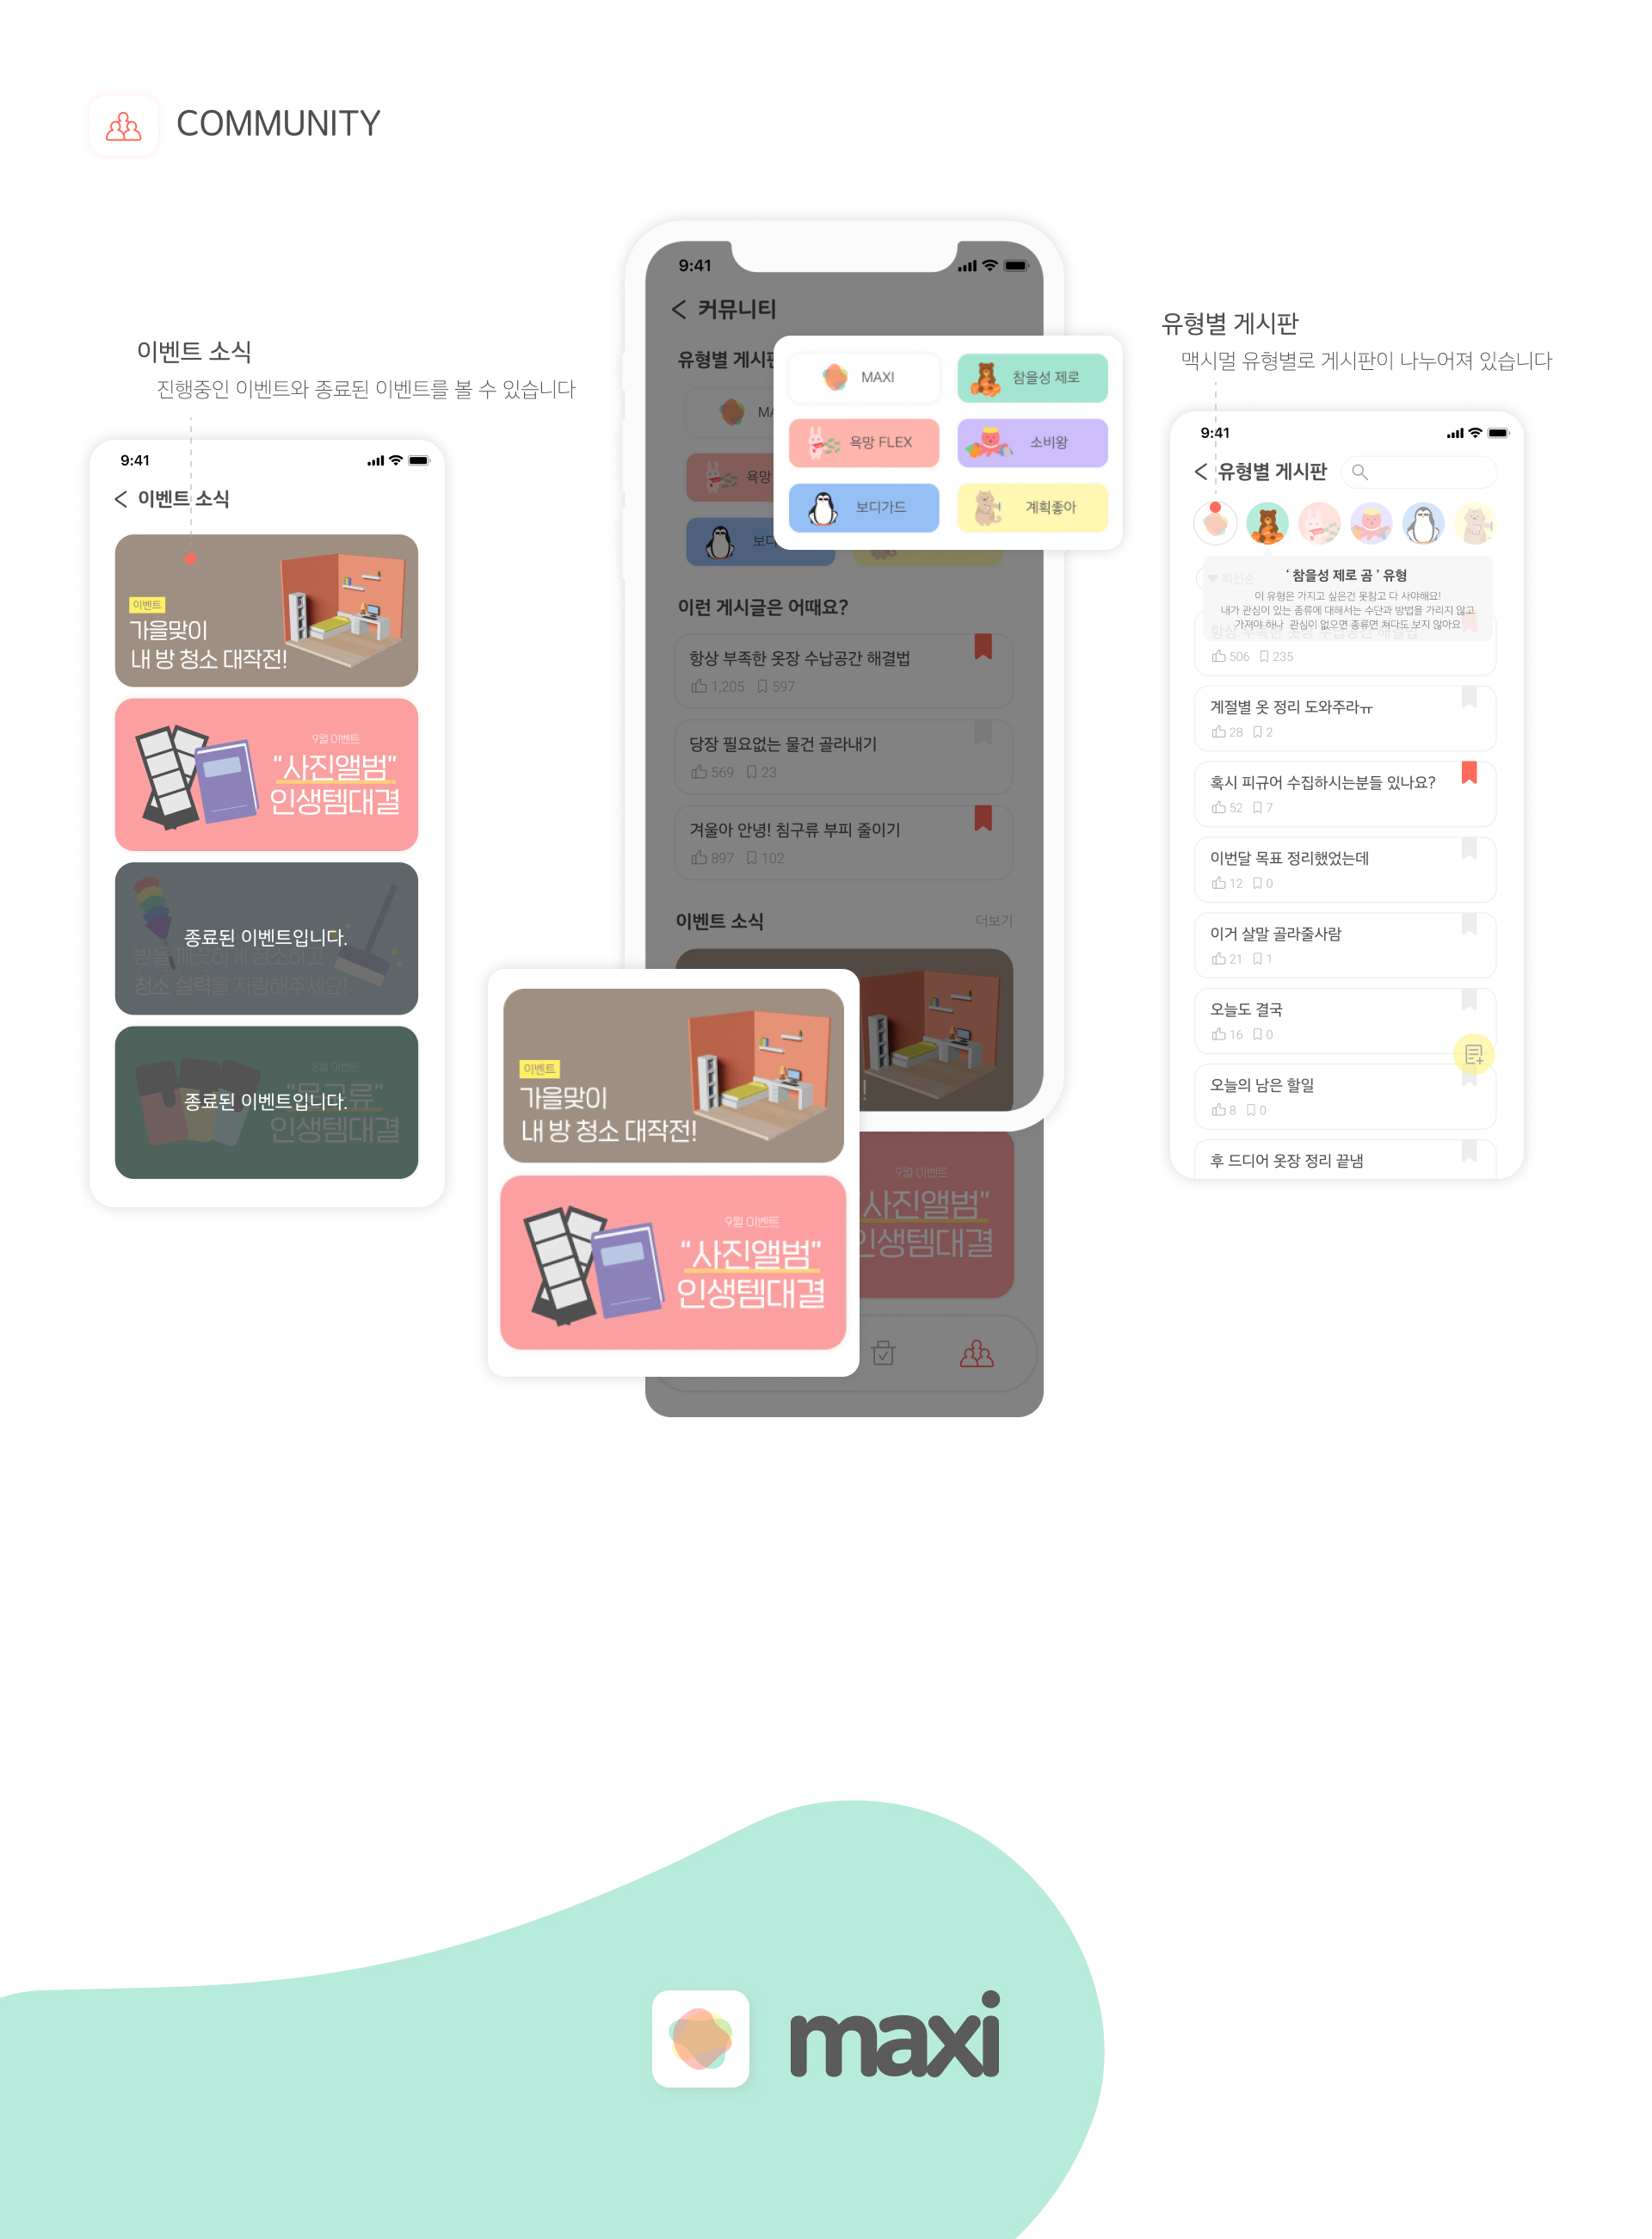 COMMUNITY
이벤트 소식
진행중인 이벤트와 종료된 이벤트를 볼 수 있습니다
9:41
이벤트 소식
이벤트
가을맞이
내 방 청소 대작전!
9월 이벤트
“사진앨범”
인생템대결
종료된 이벤트입니다.
방을 깨끗하게 청소하고
청소 실력을 자랑해주세요!
8월 이벤트
종료된 이벤트입니다.
“문구류”
인생템대결
9:41
커뮤니티
유형별 게시판
MAXI
참을성 제로
욕망 FLEX
소비왕
보디가드
계획좋아
이런 게시글은 어때요?
항상 부족한 옷장 수납공간 해결법
1,205 597
당장 필요없는 물건 골라내기
569 23
겨울아 안녕! 침구류 부피 줄이기
897 102
이벤트 소식 더보기
이벤트
가을맞이
내 방 청소 대작전!
9월 이벤트
“사진앨범”
인생템대결
9월 이벤트
사진앨범”
인생템대결
유형별 게시판
맥시멀 유형별로 게시판이 나누어져 있습니다
9:41
유형별 게시판
최신순
‘ 참을성 제로 곰 ’ 유형
이 유형은 가지고 싶은건 못참고 다 사야해요!
내가 관심이 있는 종류에 대해서는 수단과 방법을 가리지 않고
가져야 하나 관심이 없으면 종류면 쳐다도 보지 않아요
항상 부족한 옷장 수납공간 해결법
506 235
계절별 옷 정리 도와주라ㅠ
28 2
혹시 피규어 수집하시는분들 있나요?
52 7
이번달 목표 정리했었는데
12 0
이거 살말 골라줄사람
21 1
오늘도 결국
16 0
오늘의 남은 할일
8 0
후 드디어 옷장 정리 끝냄
maxi